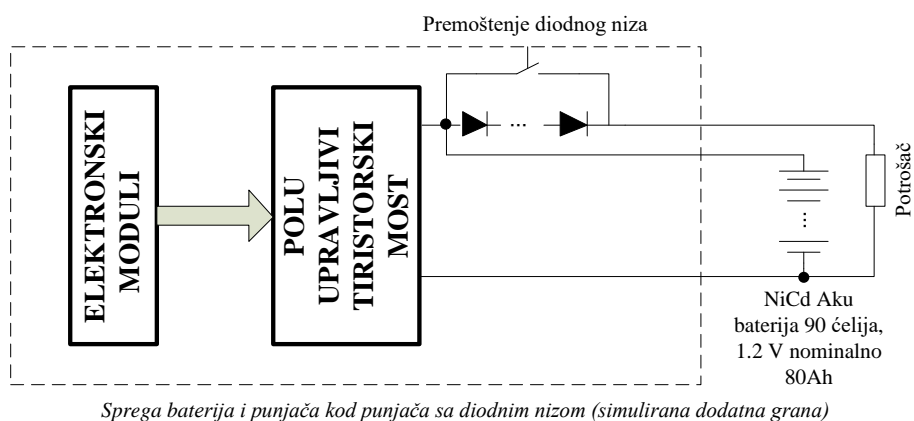 Premoštenje diodnog niza
ELEKTRONSKI
MODULI
POLU
UPRAVLJIVI
TIRISTORSKI
MOST
...
...
Potrošač
NiCd Aku
baterija 90 ćelija,
1.2 V nominalno
80Ah
Sprega baterija i punjača kod punjača sa diodnim nizom (simulirana dodatna grana)